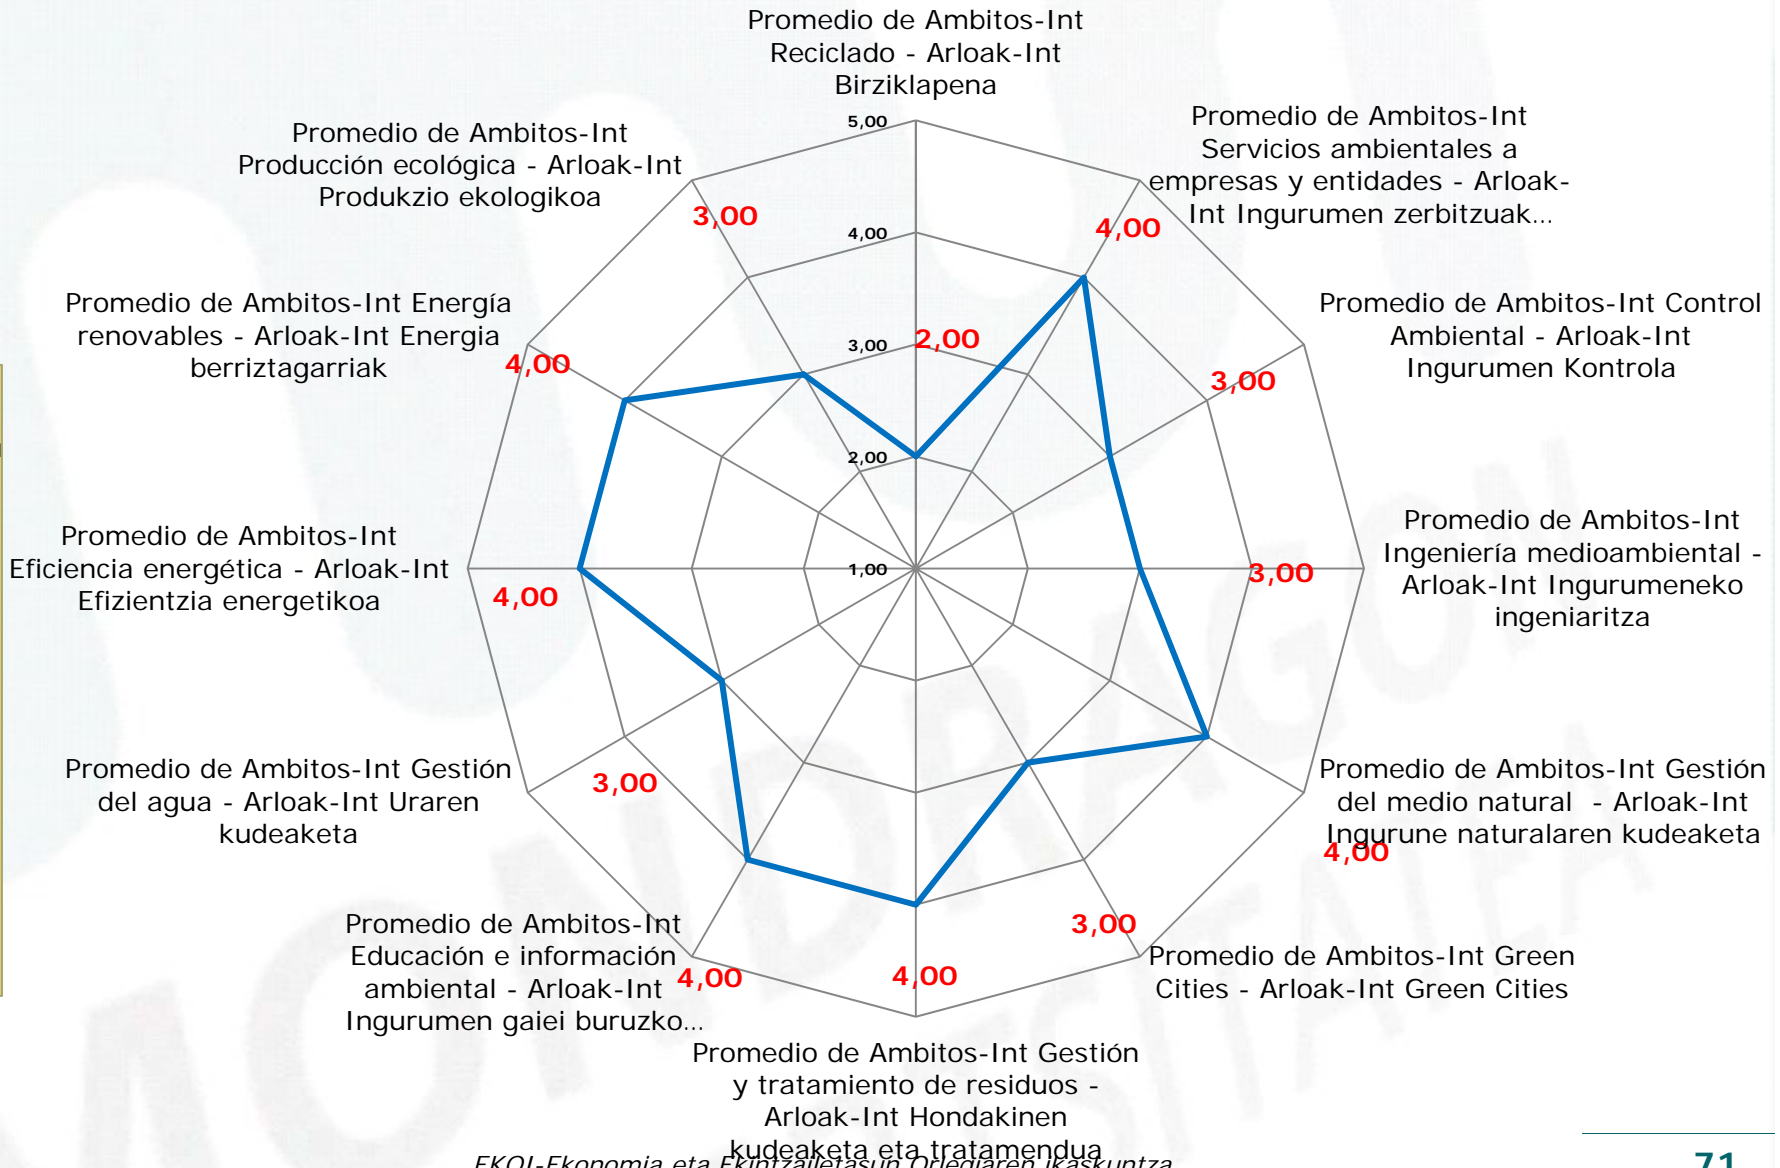 Promedio de Ambitos-Int
Reciclado - Arloak-Int
Birziklapena
Promedio de Ambitos-Int
Servicios ambientales a
empresas y entidades - Arloak-
Int Ingurumen zerbitzuak...
Promedio de Ambitos-Int Control
Ambiental - Arloak-Int
Ingurumen Kontrola
Promedio de Ambitos-Int
Ingeniería medioambiental -
Arloak-Int Ingurumeneko
ingeniaritza
Promedio de Ambitos-Int Gestión
del medio natural - Arloak-Int
Ingurune naturalaren kudeaketa
Promedio de Ambitos-Int Green
Cities - Arloak-Int Green Cities
Promedio de Ambitos-Int Gestión
y tratamiento de residuos -
Arloak-Int Hondakinen
kudeaketa eta tratamendua
Promedio de Ambitos-Int
Educación e información
ambiental - Arloak-Int
Ingurumen gaiei buruzko...
Promedio de Ambitos-Int Gestión
del agua - Arloak-Int Uraren
kudeaketa
Promedio de Ambitos-Int
Eficiencia energética - Arloak-Int
Efizientzia energetikoa
Promedio de Ambitos-Int Energía
renovables - Arloak-Int Energia
berriztagarriak
Promedio de Ambitos-Int
Producción ecológica - Arloak-Int
Produkzio ekologikoa
5,00
4,00
3,00
2,00
1,00
2,00
4,00
3,00
3,00
4,00
3,00
4,00
4,00
3,00
4,00
4,00
3,00
MONDRAGON
TSITATEA
EKOI-Ekonomia eta Ekintzailetasun Orlegiaren ikaskuntza
71